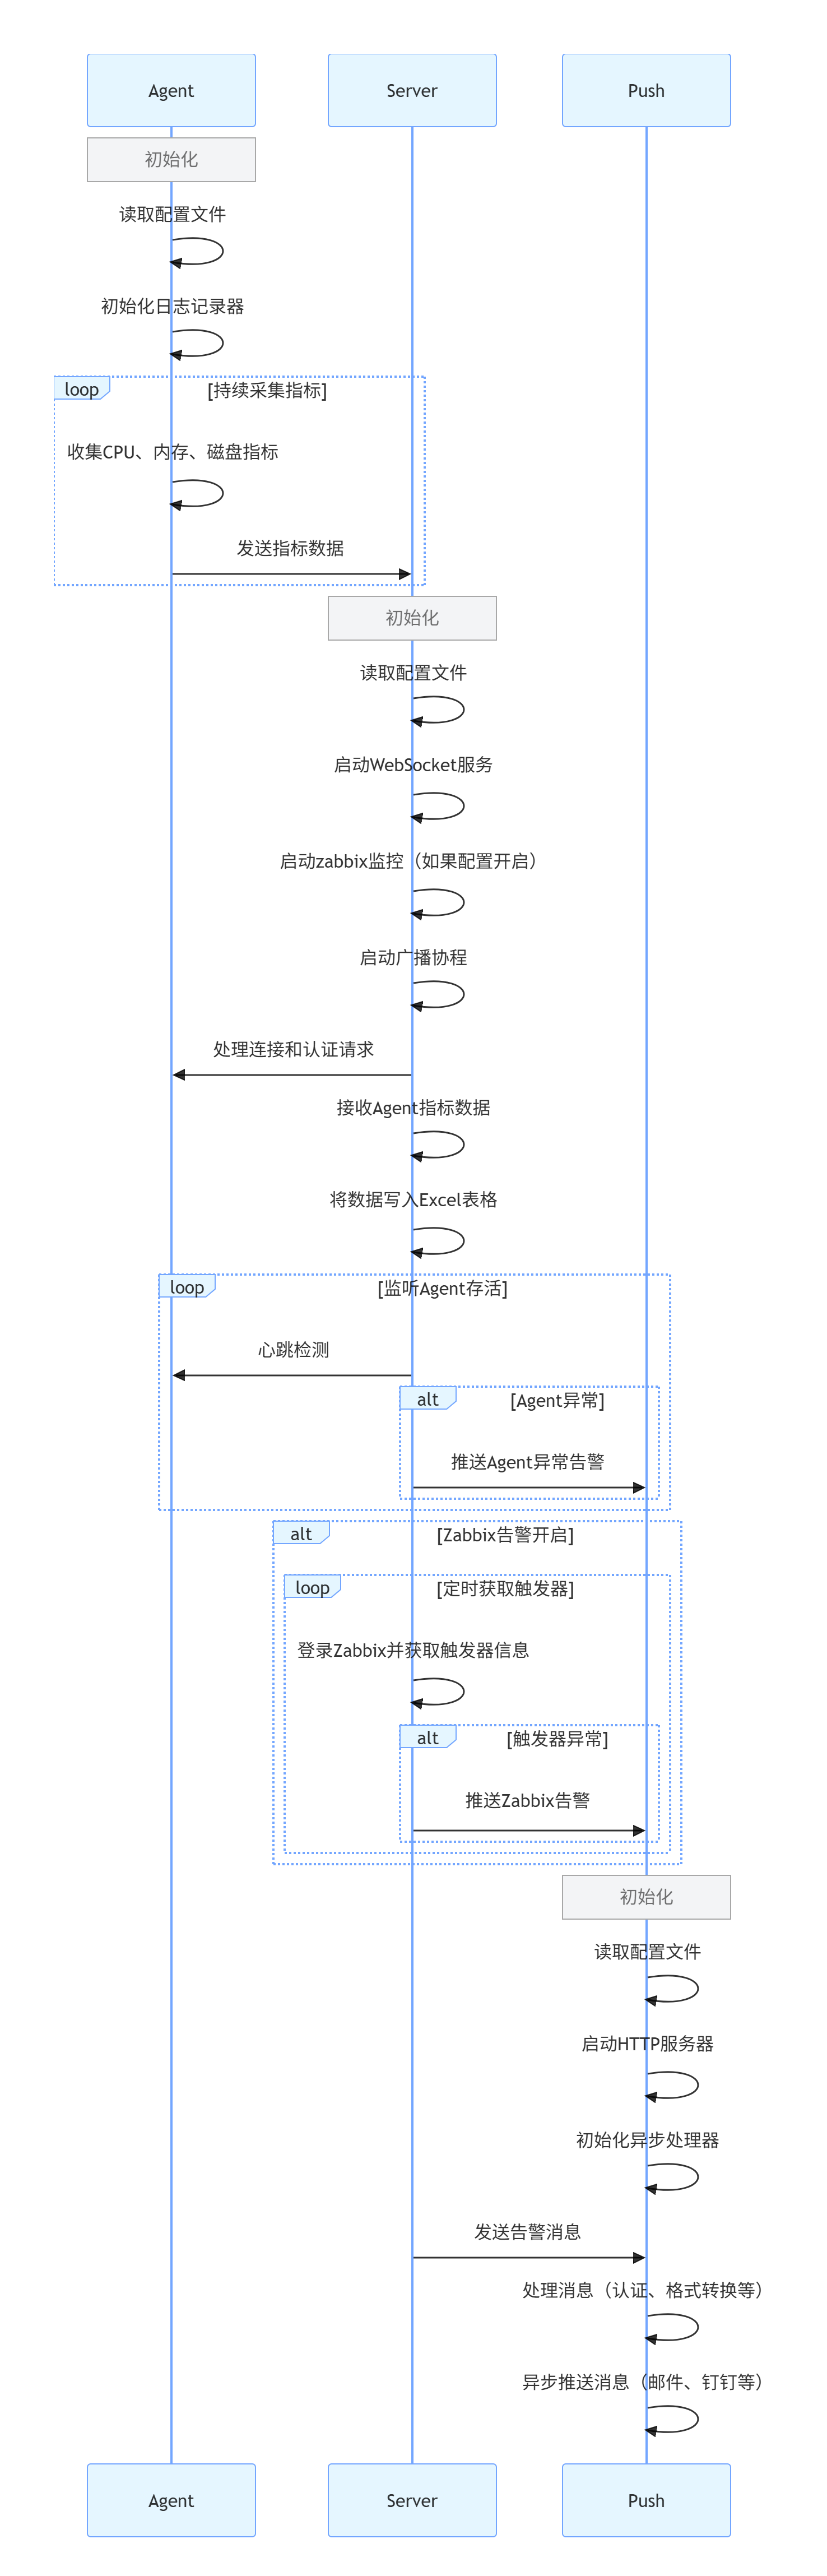 Agent
Server
Push
初始化
读取配置文件
初始化日志记录器
loop
[持续采集指标]
收集CPU、内存、磁盘指标
发送指标数据
初始化
读取配置文件
启动WebSocket服务
启动zabbix监控（如果配置开启）
启动广播协程
处理连接和认证请求
接收Agent指标数据
将数据写入Excel表格
loop
[监听Agent存活]
心跳检测
alt
[Agent异常]
推送Agent异常告警
alt
[Zabbix告警开启]
loop
[定时获取触发器]
登录Zabbix并获取触发器信息
alt
[触发器异常]
推送Zabbix告警
初始化
读取配置文件
启动HTTP服务器
初始化异步处理器
发送告警消息
处理消息（认证、格式转换等）
异步推送消息（邮件、钉钉等）
Agent
Server
Push